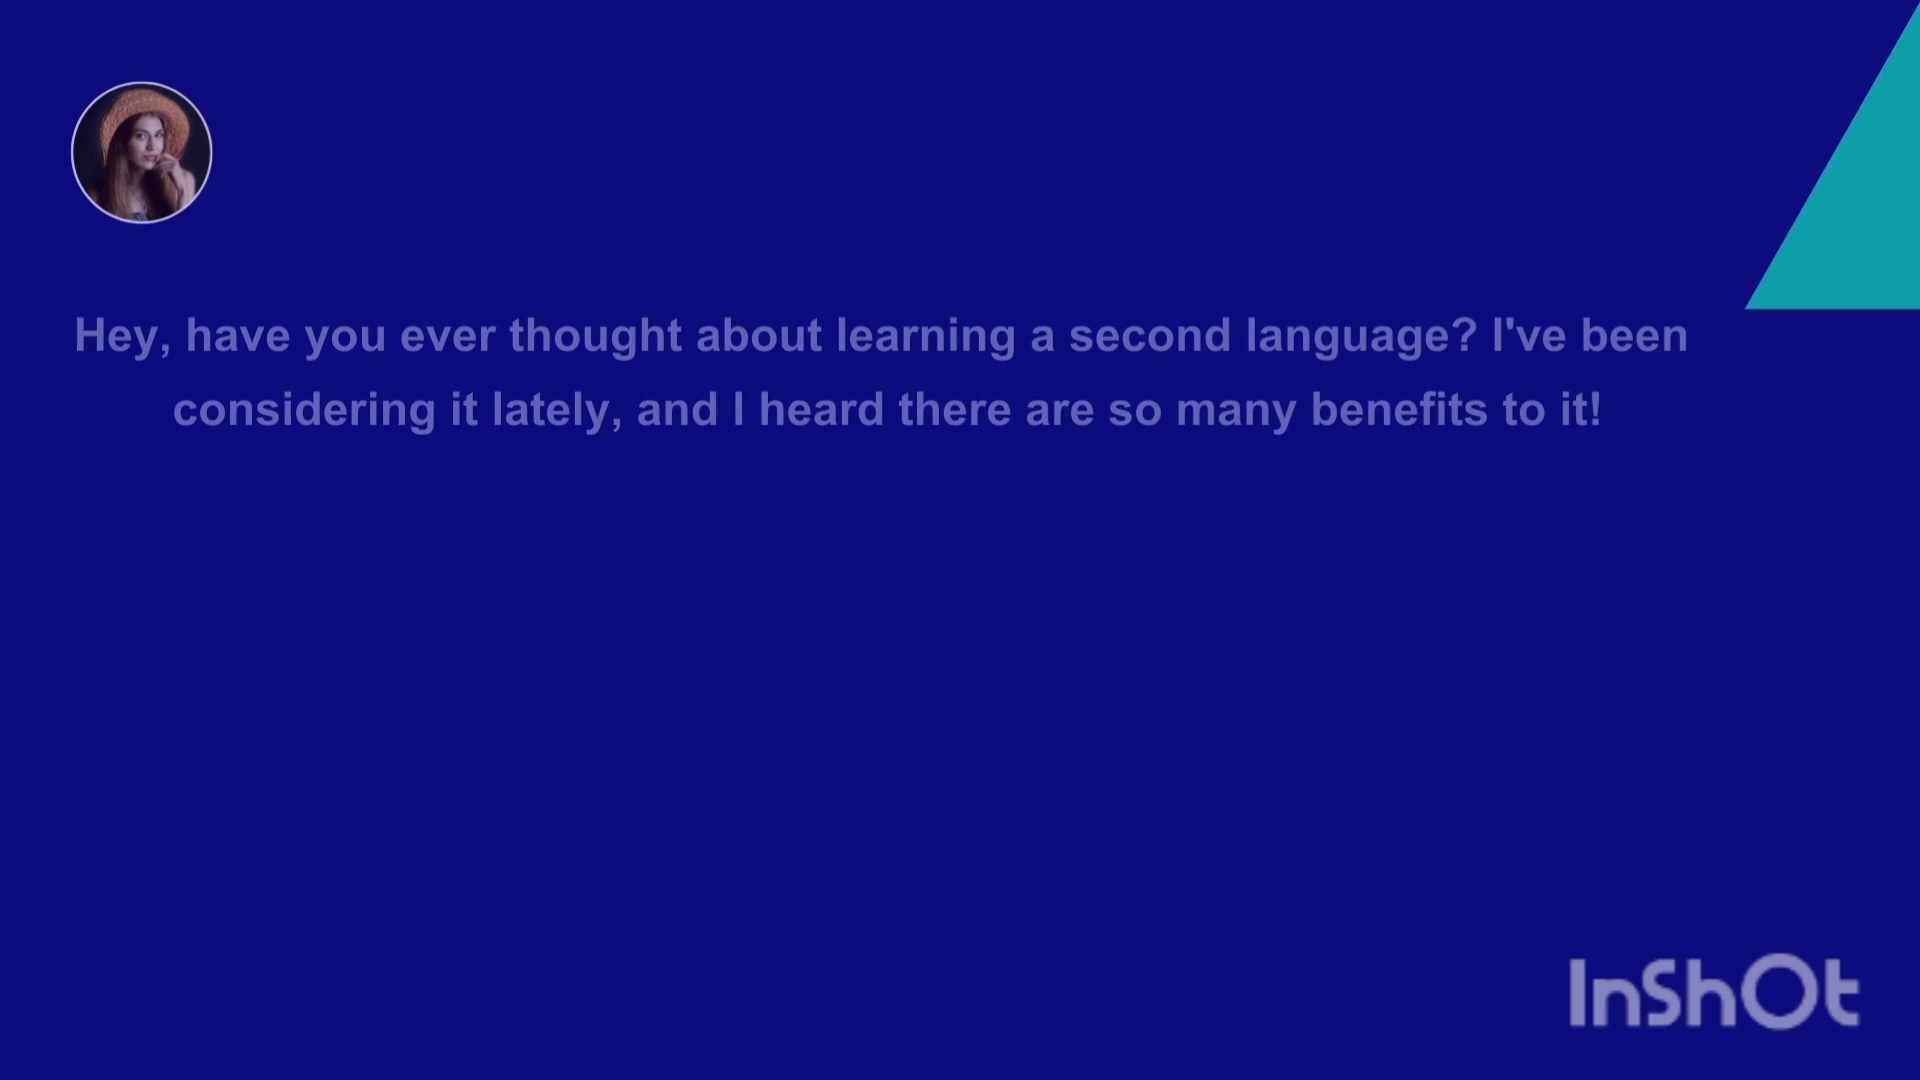 Hey, have you ever thought about learning a second language? I've been
considering it lately, and I heard there are so many benefits to it!
InShOt